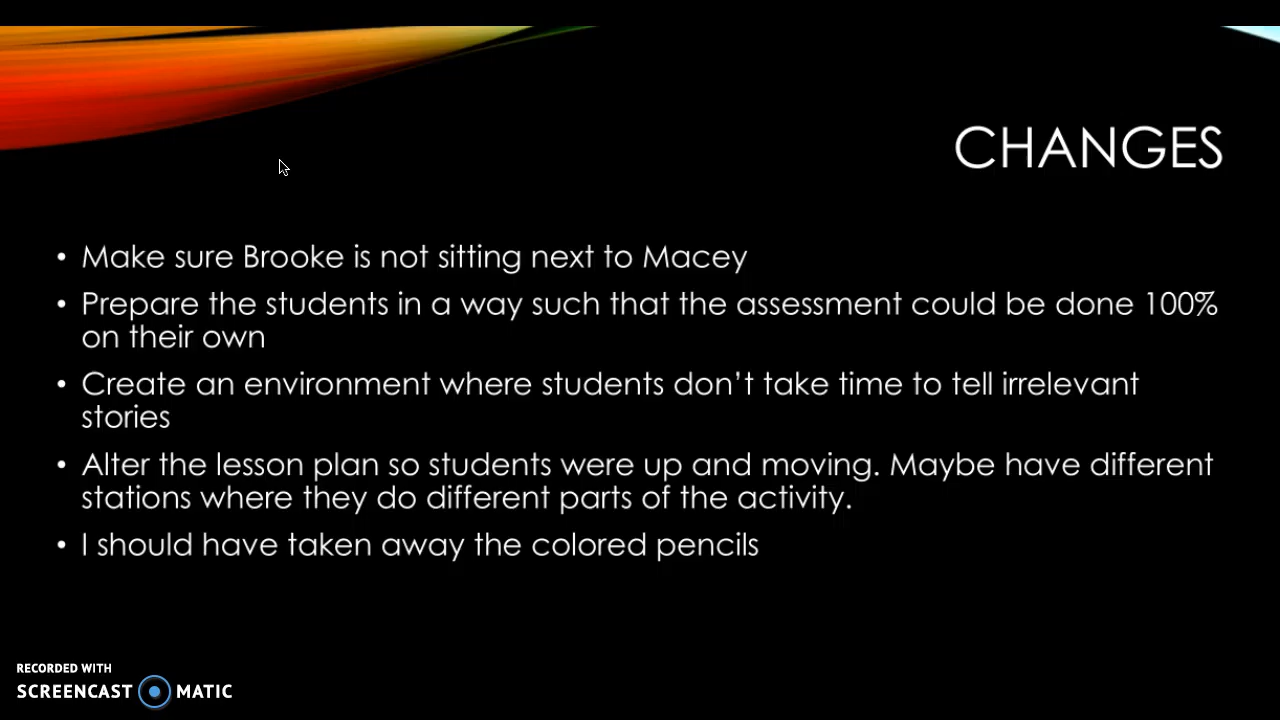 CHANGES
• Make sure Brooke is not sitting next to Macey
• Prepare the students in a way such that the assessment could be done 100%
on their own
• Create an environment where students don’t take time to tell irrelevant
stories
• Alter the lesson plan so students were up and moving. Maybe have different
stations where they do different parts of the activity.
• I should have taken away the colored pencils
RECORDED WITH
SCREENCAST MATIC